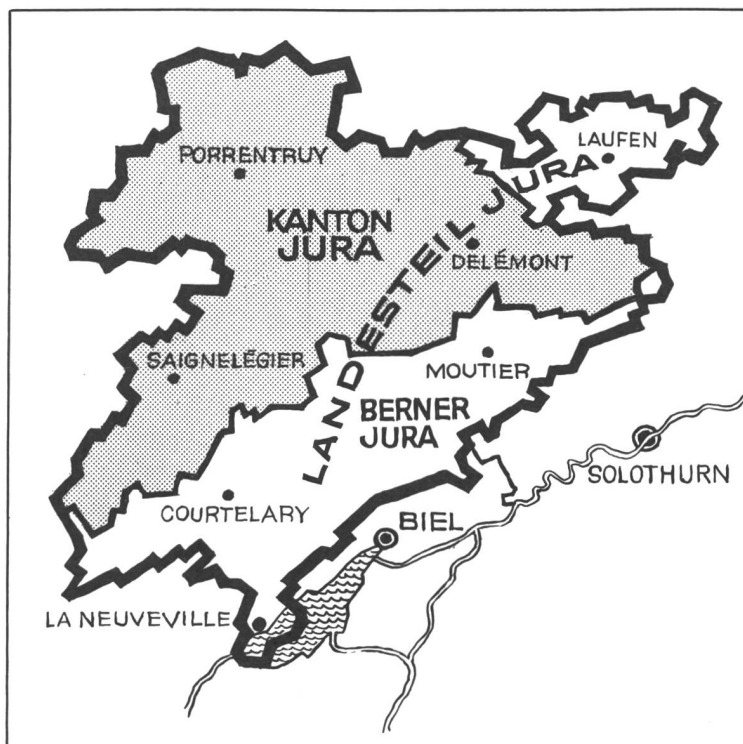 LAUFEN
PORRENTRUY
KANTON
JURA
LANDESTEIL JURA
DELÉMONT
SAIGNELÉGIER
MOUTIER
BERNER
JURA
SOLOTHURN
COURTELARY
BIEL
LA NEUVEVILLE